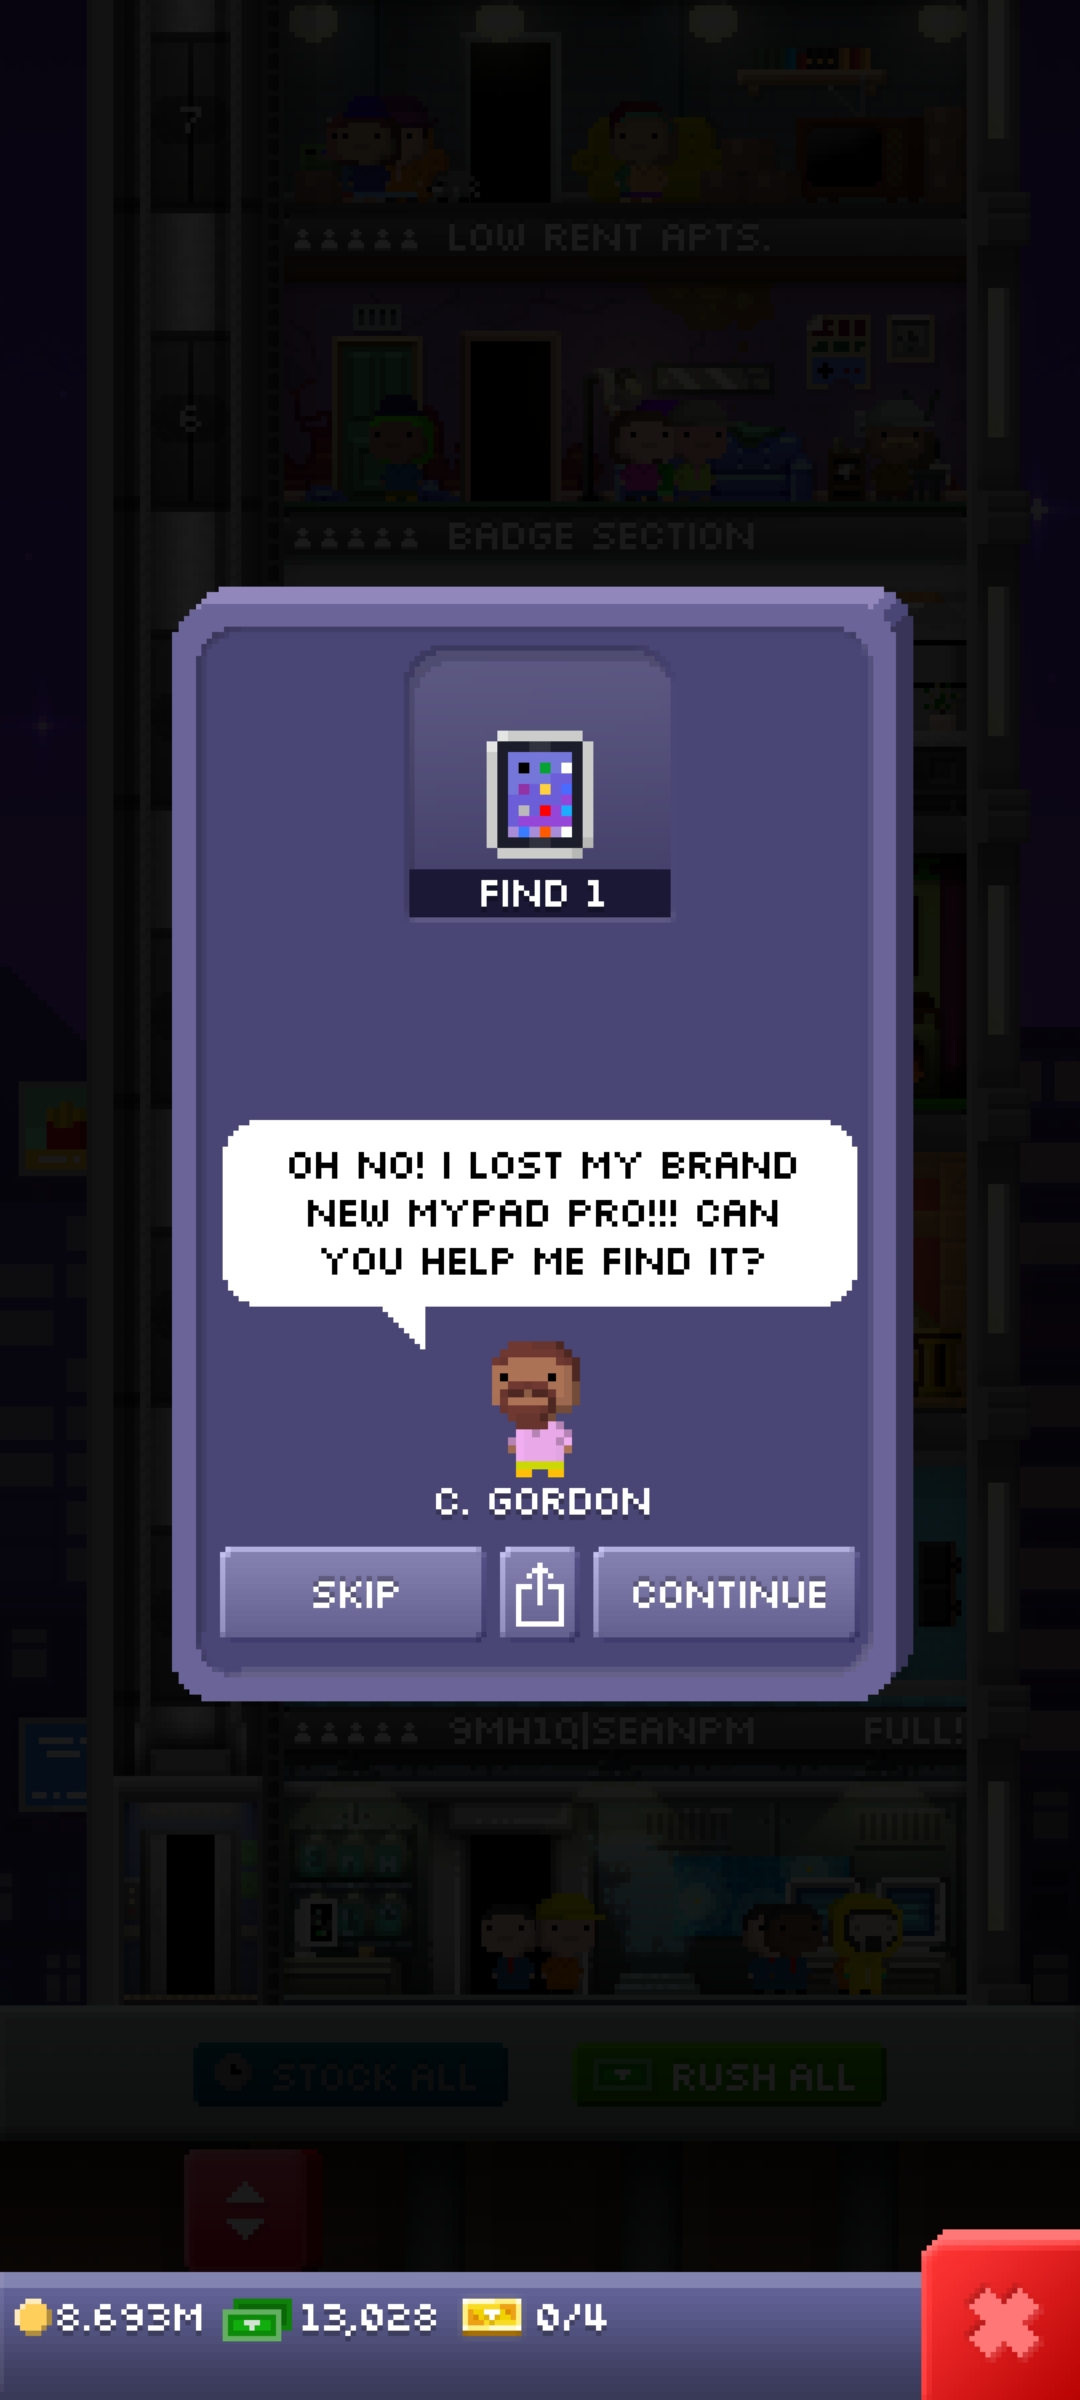 7
LOW RENT APTS.
6
BADGE SECTION
FIND 1
OH NO! I LOST MY BRAND
NEW MYPAD PRO!!! CAN
YOU HELP ME FIND IT?
C. GORDON
SKIP
CONTINUE
9MH1Q|SEANPM FULL!
STOCK ALL
RUSH ALL
8.693M 13,028 0/4